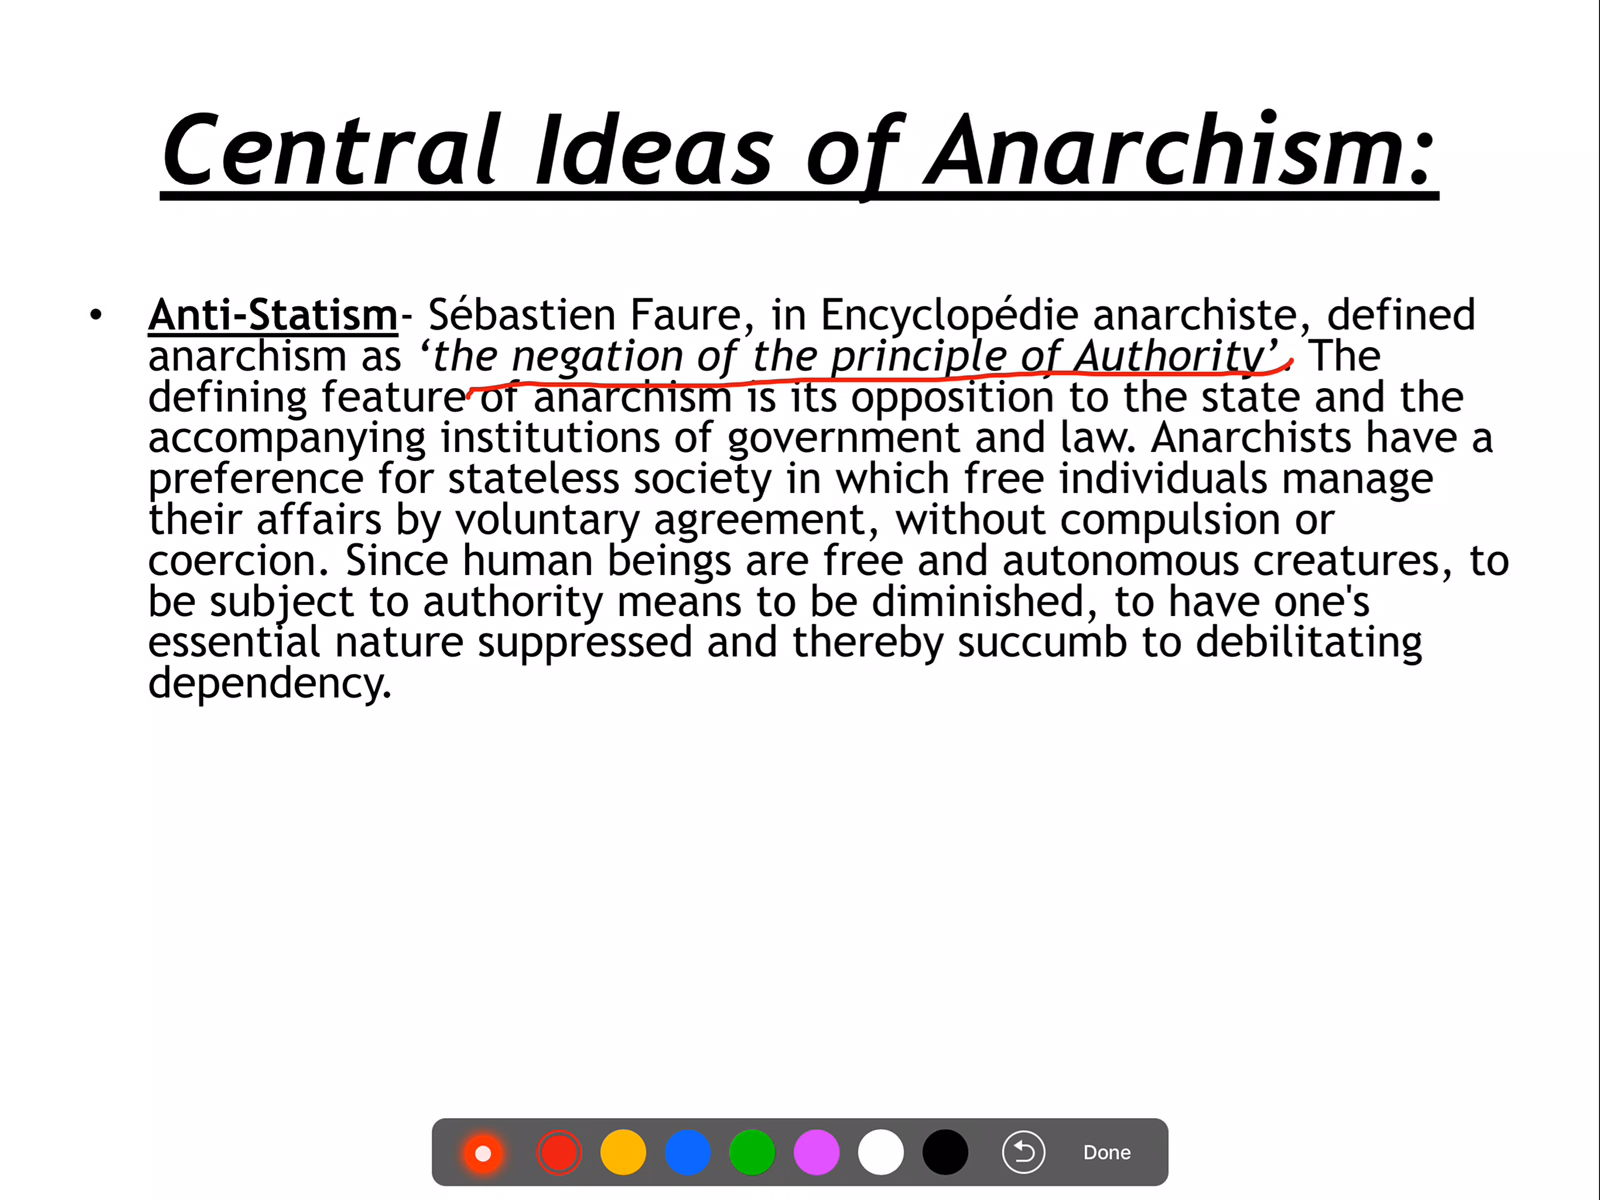 Central Ideas of Anarchism:
• Anti-Statism- Sébastien Faure, in Encyclopédie anarchiste, defined
anarchism as ‘the negation of the principle of Authority’. The
defining feature of anarchism is its opposition to the state and the
accompanying institutions of government and law. Anarchists have a
preference for stateless society in which free individuals manage
their affairs by voluntary agreement, without compulsion or
coercion. Since human beings are free and autonomous creatures, to
be subject to authority means to be diminished, to have one's
essential nature suppressed and thereby succumb to debilitating
dependency.
Done